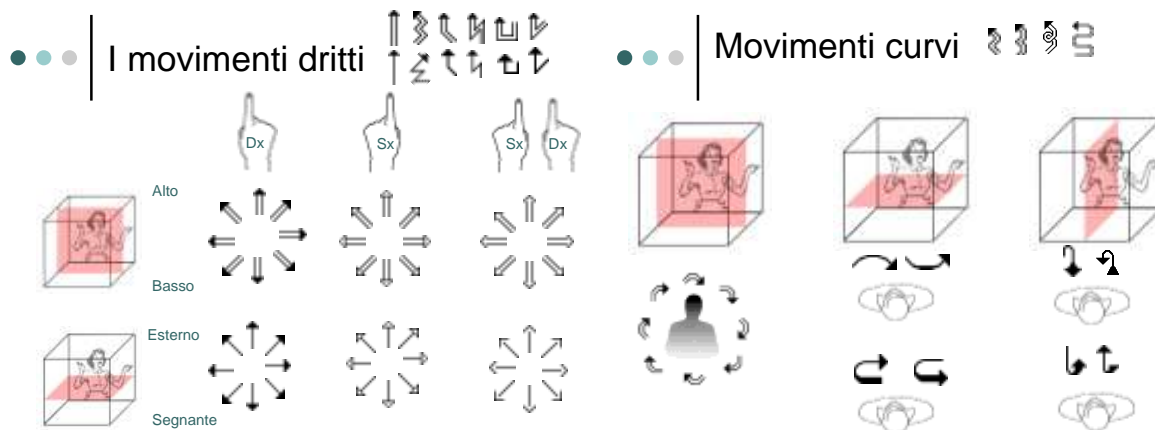 I movimenti dritti
Dx
Sx
Sx
Dx
Alto
Basso
Esterno
Segnante
Movimenti curvi